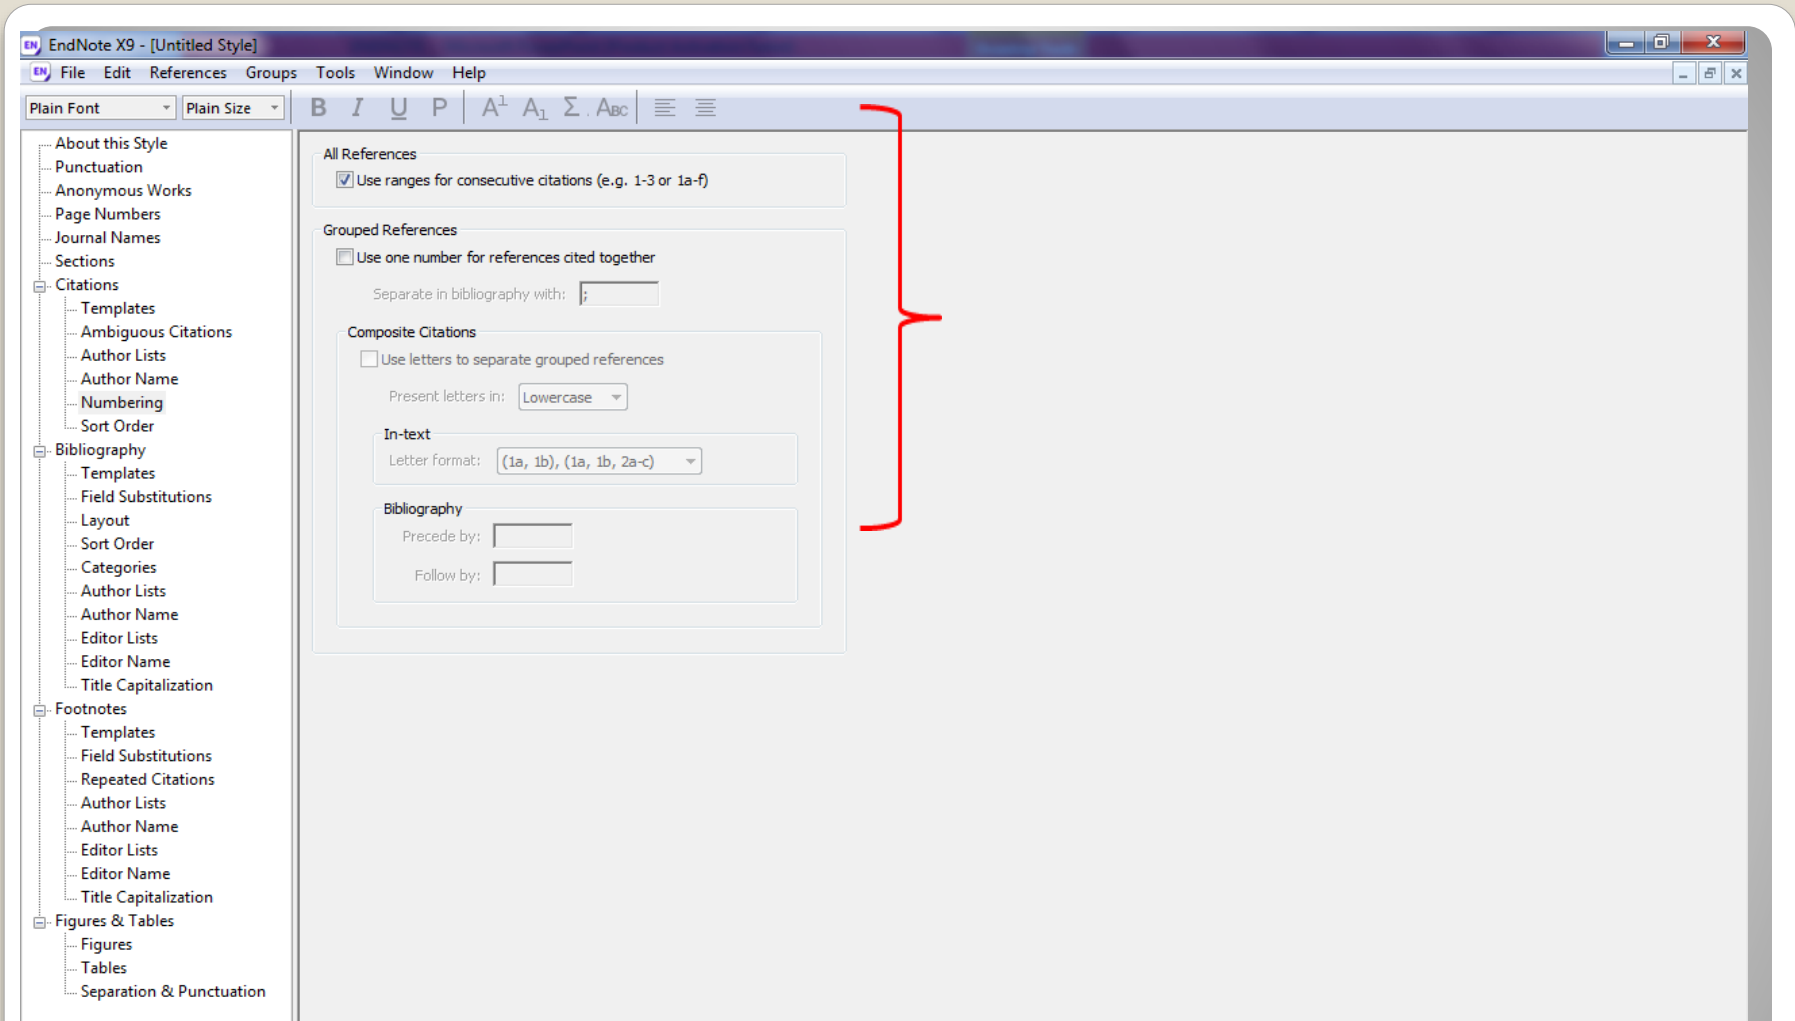 EN EndNote X9 - [Untitled Style]
EN File Edit References Groups Tools Window Help
Plain Font Plain Size B I U P A1 A1 Σ ABC
About this Style
Punctuation
Anonymous Works
Page Numbers
Journal Names
Sections
Citations
Templates
Ambiguous Citations
Author Lists
Author Name
Numbering
Sort Order
Bibliography
Templates
Field Substitutions
Layout
Sort Order
Categories
Author Lists
Author Name
Editor Lists
Editor Name
Title Capitalization
Footnotes
Templates
Field Substitutions
Repeated Citations
Author Lists
Author Name
Editor Lists
Editor Name
Title Capitalization
Figures & Tables
Figures
Tables
Separation & Punctuation
All References
Use ranges for consecutive citations (e.g. 1-3 or 1a-f)
Grouped References
Use one number for references cited together
Separate in bibliography with: ;
Composite Citations
Use letters to separate grouped references
Present letters in: Lowercase
In-text
Letter format: (1a, 1b), (1a, 1b, 2a-c)
Bibliography
Precede by:
Follow by: